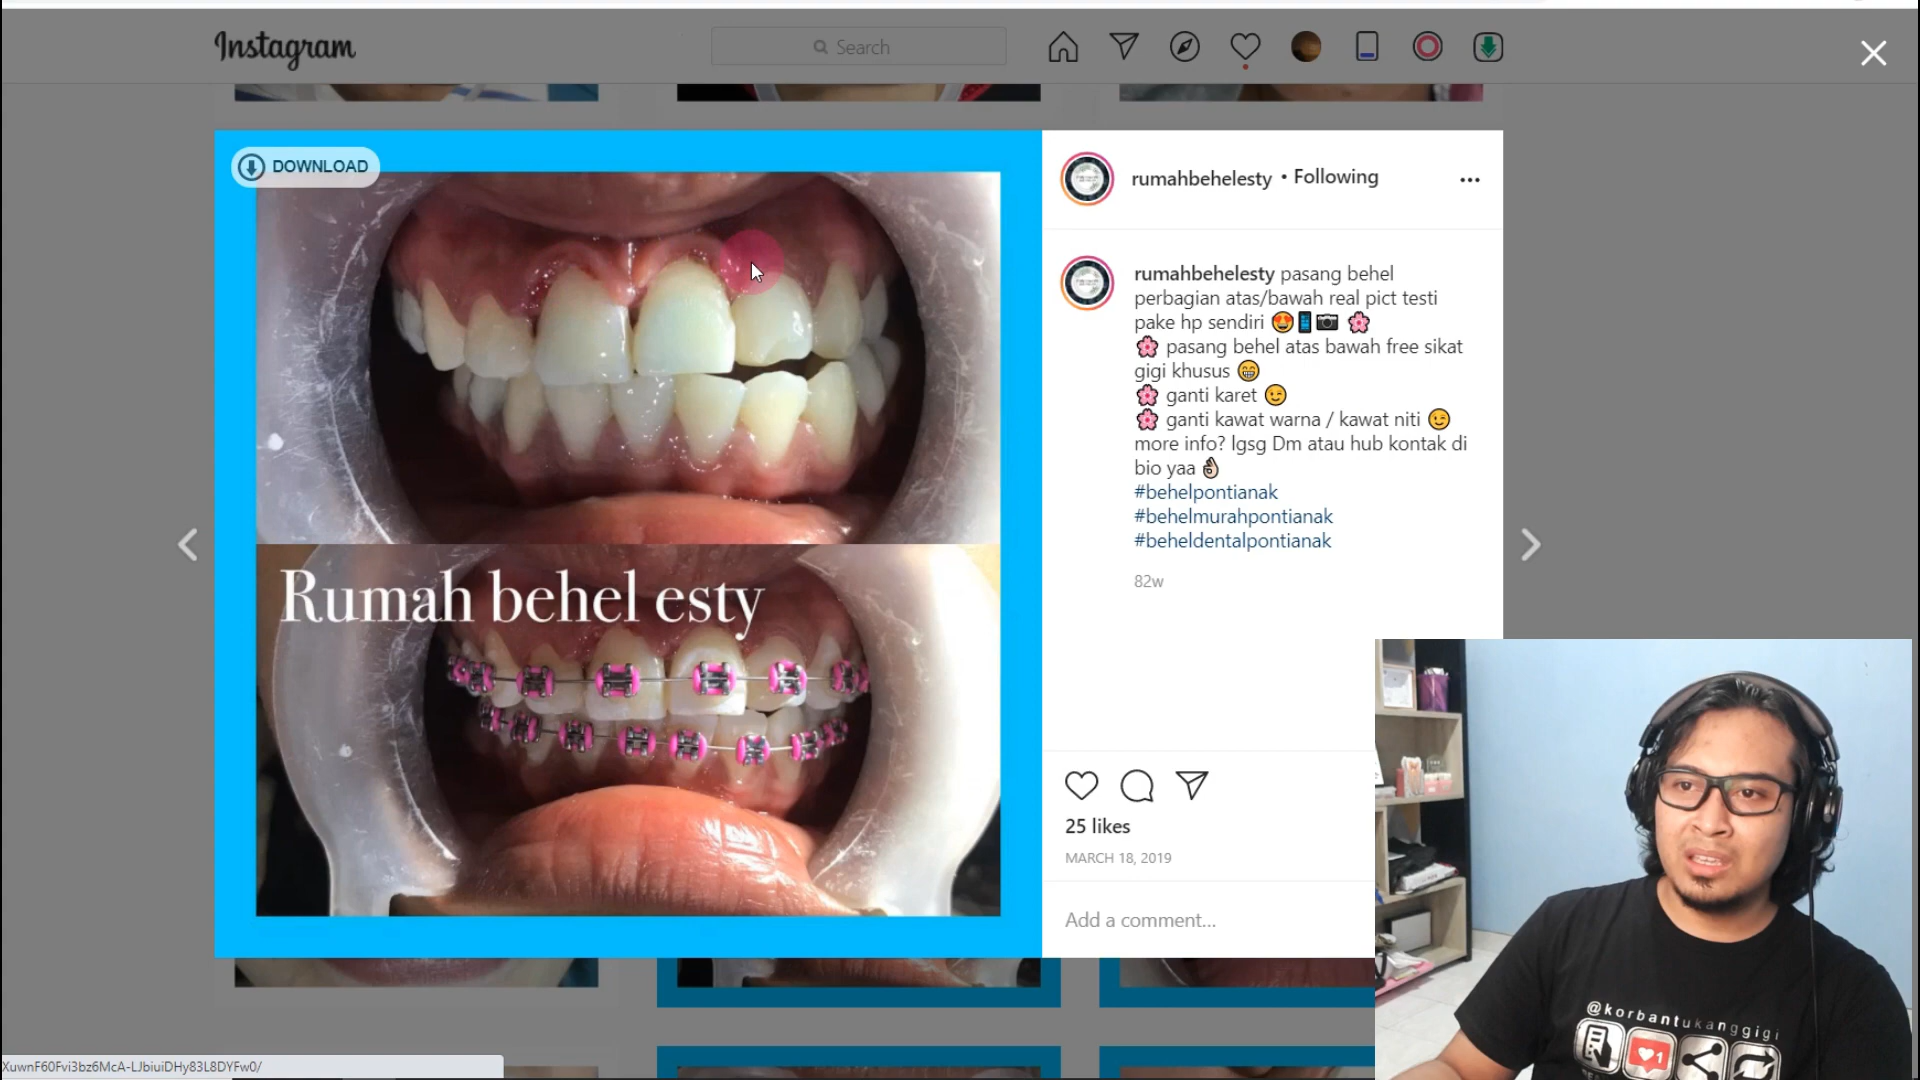 Instagram
Search
DOWNLOAD
rumahbehelesty • Following
rumahbehelesty pasang behel
perbagian atas/bawah real pict testi
pake hp sendiri 😍📱📷 🌸
🌸 pasang behel atas bawah free sikat
gigi khusus 😁
🌸 ganti karet 😉
🌸 ganti kawat warna / kawat niti 😉
more info? lgsg Dm atau hub kontak di
bio yaa 👌🏻
#behelpontianak
#behelmurahpontianak
#beheldentalpontianak
82w
Rumah behel esty
25 likes
MARCH 18, 2019
Add a comment...
@korbantukanggigi
1
XuwnF60Fvi3bz6McA-LJbiuiDHy83L8DYFw0/